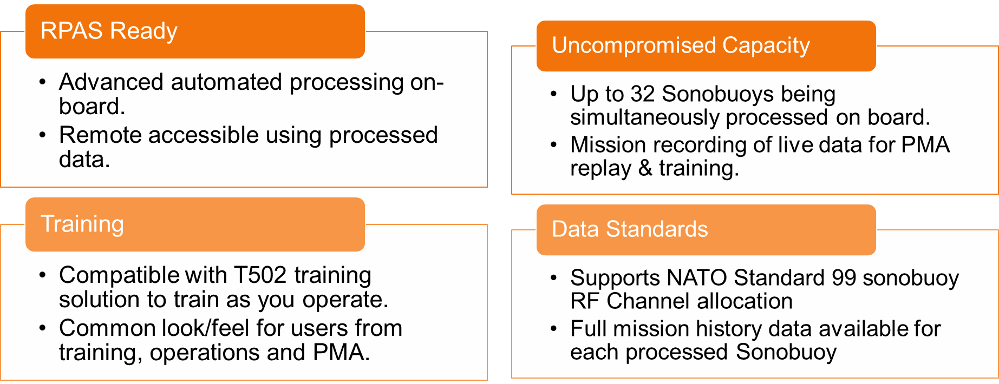 RPAS Ready
• Advanced automated processing on-
board.
• Remote accessible using processed
data.
Uncompromised Capacity
• Up to 32 Sonobuoys being
simultaneously processed on board.
• Mission recording of live data for PMA
replay & training.
Training
• Compatible with T502 training
solution to train as you operate.
• Common look/feel for users from
training, operations and PMA.
Data Standards
• Supports NATO Standard 99 sonobuoy
RF Channel allocation
• Full mission history data available for
each processed Sonobuoy